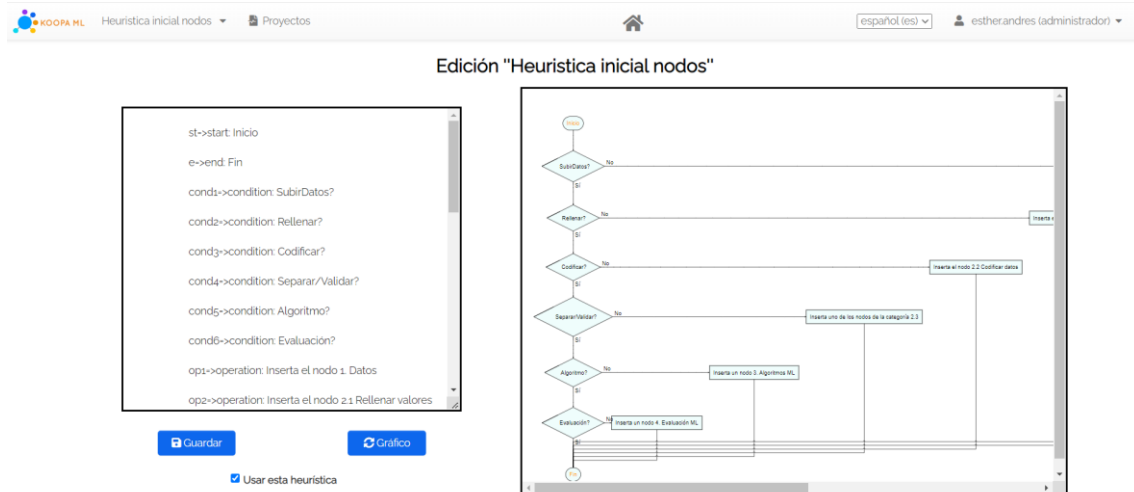 KOOPA ML Heuristica inicial nodos Proyectos español (es) esther.andres (administrador)
Edición "Heuristica inicial nodos"
st=>start: Inicio
e=>end: Fin
cond1=>condition: SubirDatos?
cond2=>condition: Rellenar?
cond3=>condition: Codificar?
cond4=>condition: Separar/Validar?
cond5=>condition: Algoritmo?
cond6=>condition: Evaluación?
op1=>operation: Inserta el nodo 1. Datos
op2=>operation: Inserta el nodo 2.1 Rellenar valores
Guardar Gráfico
Usar esta heurística
Inicio
SubirDatos? No
Sí
Rellenar? No Inserta
Sí
Codificar? No Inserta el nodo 2.2 Codificar datos
Sí
Separar/Validar? No Inserta uno de los nodos de la categoría 2.3
Sí
Algoritmo? No Inserta un nodo 3. Algoritmos ML
Sí
Evaluación? No Inserta un nodo 4. Evaluación ML
Sí
Fin